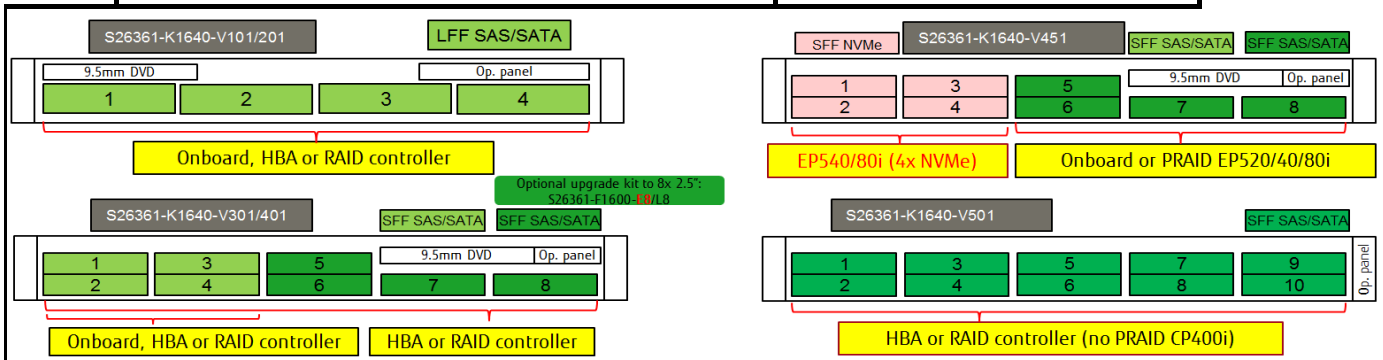 S26361-K1640-V101/201
LFF SAS/SATA
9.5mm DVD
Op. panel
1 2 3 4
Onboard, HBA or RAID controller
SFF NVMe
S26361-K1640-V451
SFF SAS/SATA
SFF SAS/SATA
9.5mm DVD
Op. panel
1 3 5
2 4 6 7 8
EP540/80i (4x NVMe)
Onboard or PRAID EP520/40/80i
Optional upgrade kit to 8x 2.5":
S26361-F1600-E8/L8
S26361-K1640-V301/401
SFF SAS/SATA
SFF SAS/SATA
9.5mm DVD
Op. panel
1 3 5
2 4 6 7 8
Onboard, HBA or RAID controller
HBA or RAID controller
S26361-K1640-V501
SFF SAS/SATA
1 3 5 7 9
2 4 6 8 10
Op. panel
HBA or RAID controller (no PRAID CP400i)